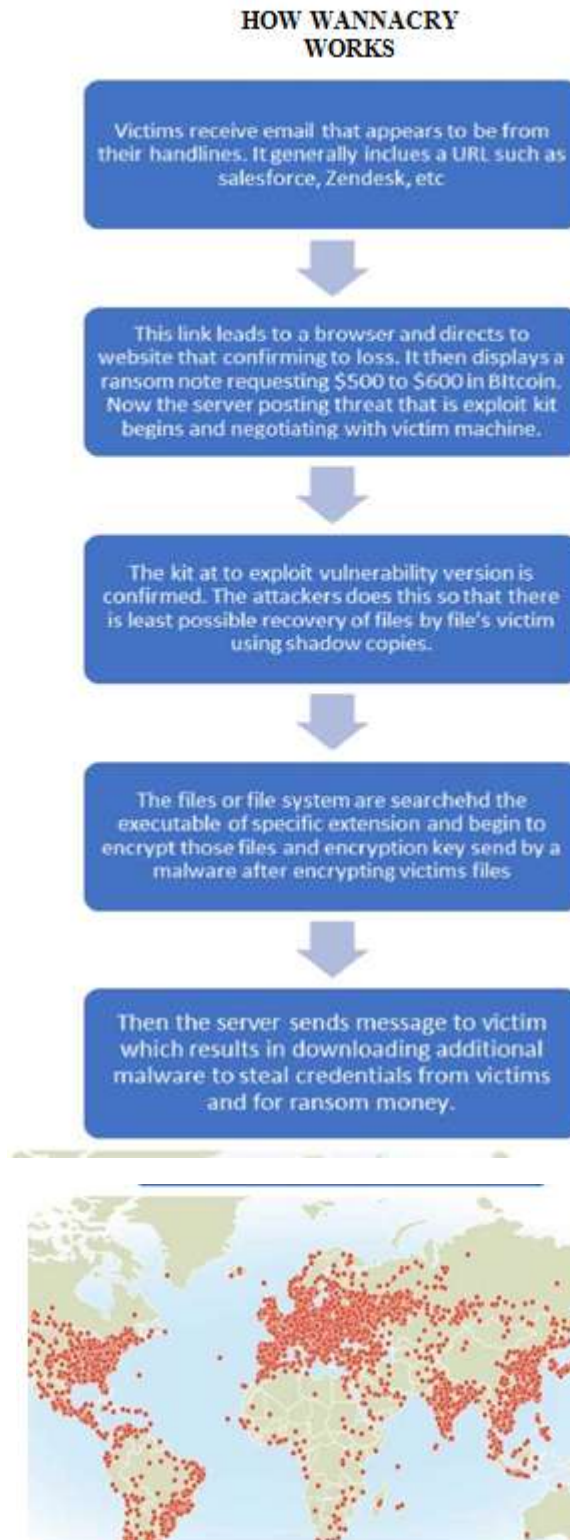 HOW WANNACRY
WORKS
Victims receive email that appears to be from
their handlines. It generally inclues a URL such as
salesforce, Zendesk, etc
This link leads to a browser and directs to
website that confirming to loss. It then displays a
ransom note requesting $500 to $600 in BItcoin.
Now the server posting threat that is exploit kit
begins and negotiating with victim machine.
The kit at to exploit vulnerability version is
confirmed. The attackers does this so that there
is least possible recovery of files by file's victim
using shadow copies.
The files or file system are searchehd the
executable of specific extension and begin to
encrypt those files and encryption key send by a
malware after encrypting victims files
Then the server sends message to victim
which results in downloading additional
malware to steal credentials from victims
and for ransom money.